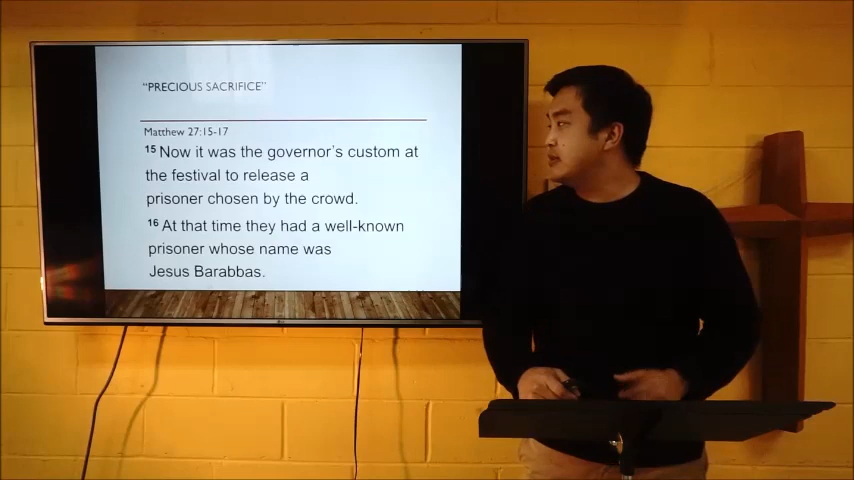 “PRECIOUS SACRIFICE”
Matthew 27:15-17
15 Now it was the governor’s custom at
the festival to release a
prisoner chosen by the crowd.
16 At that time they had a well-known
prisoner whose name was
Jesus Barabbas.